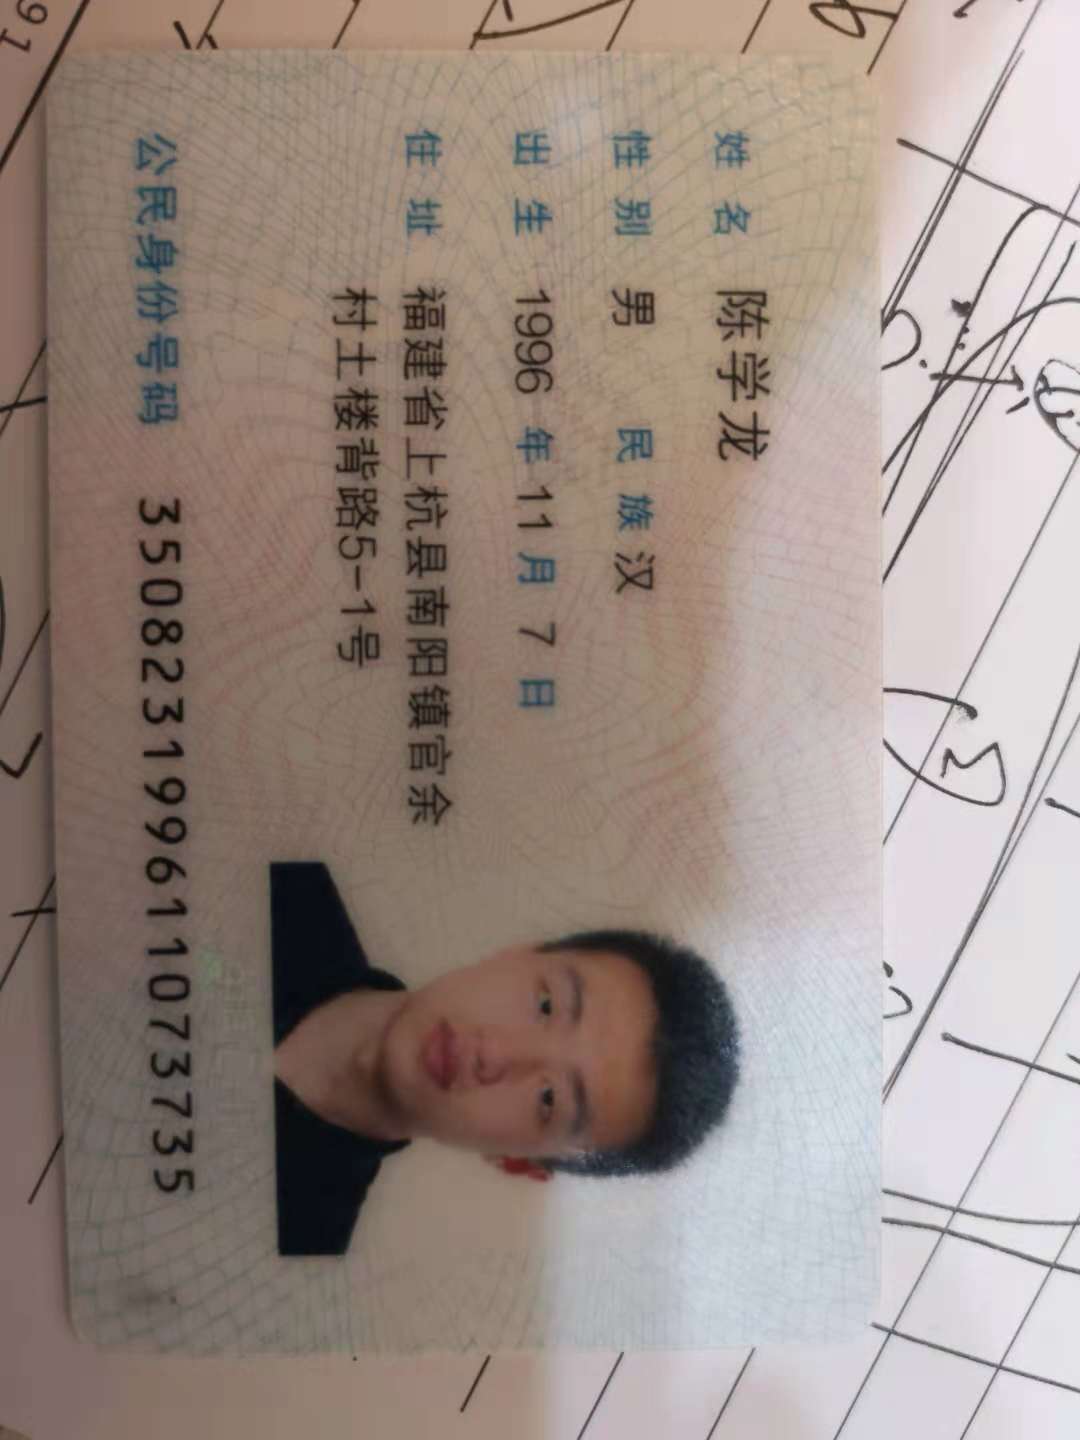 姓名 陈学龙
性别 男 民族 汉
出生 1996 年 11 月 7 日
住址 福建省上杭县南阳镇官余
村土楼背路5-1号
公民身份号码 350823199611073735